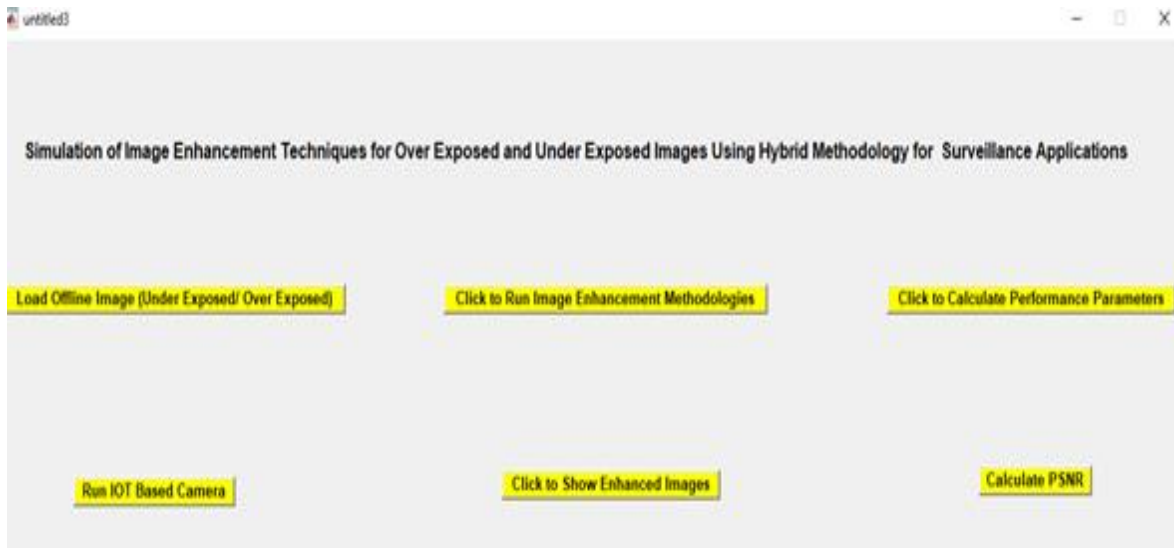 untitled3
Simulation of Image Enhancement Techniques for Over Exposed and Under Exposed Images Using Hybrid Methodology for Surveillance Applications
Load Offline Image (Under Exposed/ Over Exposed)
Click to Run Image Enhancement Methodologies
Click to Calculate Performance Parameters
Run IOT Based Camera
Click to Show Enhanced Images
Calculate PSNR